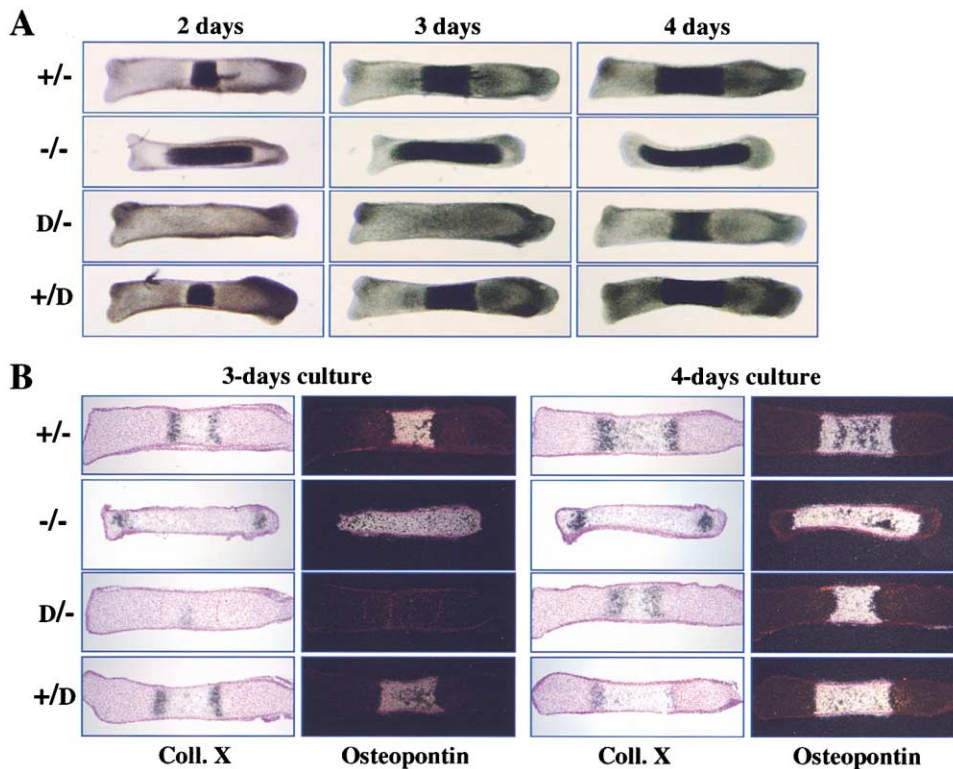 A
2 days 3 days 4 days
+/-
-/-
D/-
+/D
B
3-days culture 4-days culture
+/-
-/-
D/-
+/D
Coll. X Osteopontin Coll. X Osteopontin